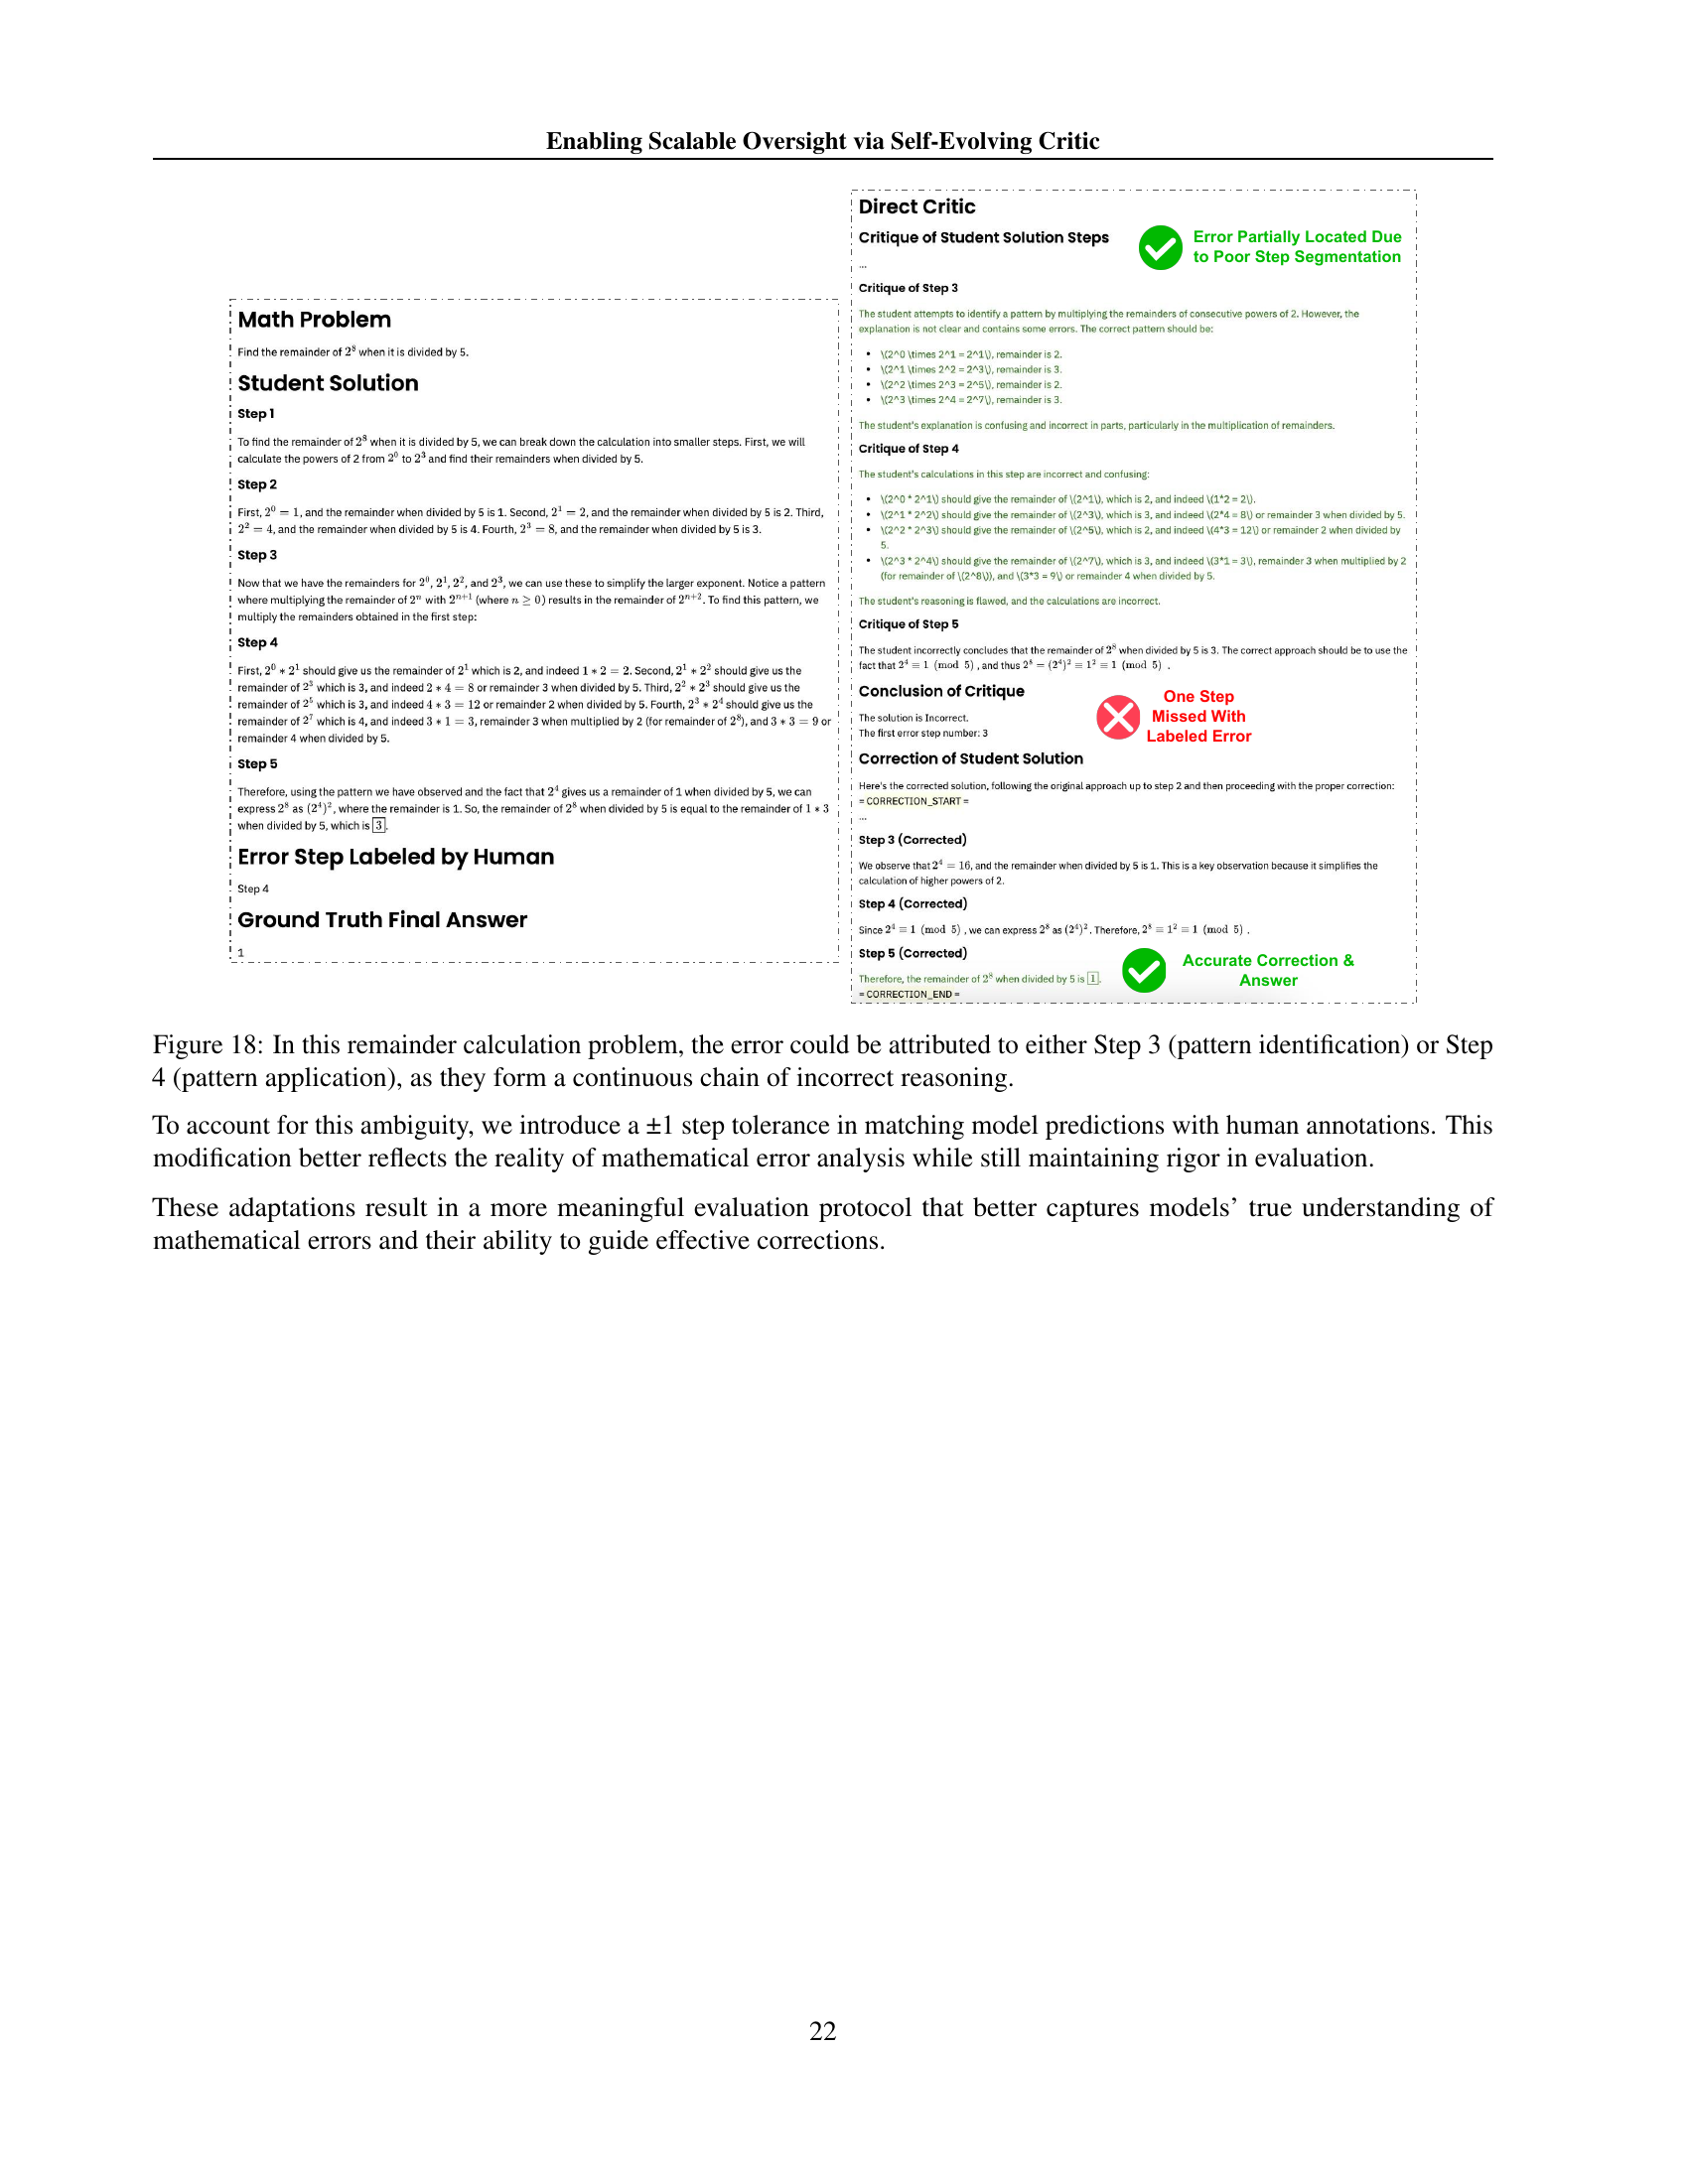 Enabling Scalable Oversight via Self-Evolving Critic
Math Problem
Find the remainder of 2^8 when it is divided by 5.
Student Solution
Step 1
To find the remainder of 2^8 when it is divided by 5, we can break down the calculation into smaller steps. First, we will
calculate the powers of 2 from 2^0 to 2^3 and find their remainders when divided by 5.
Step 2
First, 2^0 = 1, and the remainder when divided by 5 is 1. Second, 2^1 = 2, and the remainder when divided by 5 is 2. Third,
2^2 = 4, and the remainder when divided by 5 is 4. Fourth, 2^3 = 8, and the remainder when divided by 5 is 3.
Step 3
Now that we have the remainders for 2^0, 2^1, 2^2, and 2^3, we can use these to simplify the larger exponent. Notice a pattern
where multiplying the remainder of 2^n with 2^{n+1} (where n ≥ 0) results in the remainder of 2^{n+2}. To find this pattern, we
multiply the remainders obtained in the first step:
Step 4
First, 2^0 * 2^1 should give us the remainder of 2^1 which is 2, and indeed 1 * 2 = 2. Second, 2^1 * 2^2 should give us the
remainder of 2^3 which is 3, and indeed 2 * 4 = 8 or remainder 3 when divided by 5. Third, 2^2 * 2^3 should give us the
remainder of 2^5 which is 3, and indeed 4 * 3 = 12 or remainder 2 when divided by 5. Fourth, 2^3 * 2^4 should give us the
remainder of 2^7 which is 4, and indeed 3 * 1 = 3, remainder 3 when multiplied by 2 (for remainder of 2^8), and 3 * 3 = 9 or
remainder 4 when divided by 5.
Step 5
Therefore, using the pattern we have observed and the fact that 2^4 gives us a remainder of 1 when divided by 5, we can
express 2^8 as (2^4)^2, where the remainder is 1. So, the remainder of 2^8 when divided by 5 is equal to the remainder of 1 * 3
when divided by 5, which is 3.
Error Step Labeled by Human
Step 4
Ground Truth Final Answer
1
Direct Critic
Critique of Student Solution Steps
Error Partially Located Due
to Poor Step Segmentation
...
Critique of Step 3
The student attempts to identify a pattern by multiplying the remainders of consecutive powers of 2. However, the
explanation is not clear and contains some errors. The correct pattern should be:
• \(2^0 \times 2^1 = 2^1\), remainder is 2.
• \(2^1 \times 2^2 = 2^3\), remainder is 3.
• \(2^2 \times 2^3 = 2^5\), remainder is 2.
• \(2^3 \times 2^4 = 2^7\), remainder is 3.
The student's explanation is confusing and incorrect in parts, particularly in the multiplication of remainders.
Critique of Step 4
The student's calculations in this step are incorrect and confusing:
• \(2^0 * 2^1\) should give the remainder of \(2^1\), which is 2, and indeed \(1*2 = 2\).
• \(2^1 * 2^2\) should give the remainder of \(2^3\), which is 3, and indeed \(2*4 = 8\) or remainder 3 when divided by 5.
• \(2^2 * 2^3\) should give the remainder of \(2^5\), which is 2, and indeed \(4*3 = 12\) or remainder 2 when divided by
5.
• \(2^3 * 2^4\) should give the remainder of \(2^7\), which is 3, and indeed \(3*1 = 3\), remainder 3 when multiplied by 2
(for remainder of \(2^8\)), and \(3*3 = 9\) or remainder 4 when divided by 5.
The student's reasoning is flawed, and the calculations are incorrect.
Critique of Step 5
The student incorrectly concludes that the remainder of 2^8 when divided by 5 is 3. The correct approach should be to use the
fact that 2^4 ≡ 1 (mod 5), and thus 2^8 = (2^4)^2 ≡ 1^2 ≡ 1 (mod 5).
Conclusion of Critique
The solution is Incorrect.
The first error step number: 3
One Step
Missed With
Labeled Error
Correction of Student Solution
Here's the corrected solution, following the original approach up to step 2 and then proceeding with the proper correction:
= CORRECTION_START =
...
Step 3 (Corrected)
We observe that 2^4 = 16, and the remainder when divided by 5 is 1. This is a key observation because it simplifies the
calculation of higher powers of 2.
Step 4 (Corrected)
Since 2^4 ≡ 1 (mod 5), we can express 2^8 as (2^4)^2. Therefore, 2^8 ≡ 1^2 ≡ 1 (mod 5).
Step 5 (Corrected)
Therefore, the remainder of 2^8 when divided by 5 is 1.
= CORRECTION_END =
Accurate Correction &
Answer
Figure 18: In this remainder calculation problem, the error could be attributed to either Step 3 (pattern identification) or Step
4 (pattern application), as they form a continuous chain of incorrect reasoning.
To account for this ambiguity, we introduce a ±1 step tolerance in matching model predictions with human annotations. This
modification better reflects the reality of mathematical error analysis while still maintaining rigor in evaluation.
These adaptations result in a more meaningful evaluation protocol that better captures models' true understanding of
mathematical errors and their ability to guide effective corrections.
22